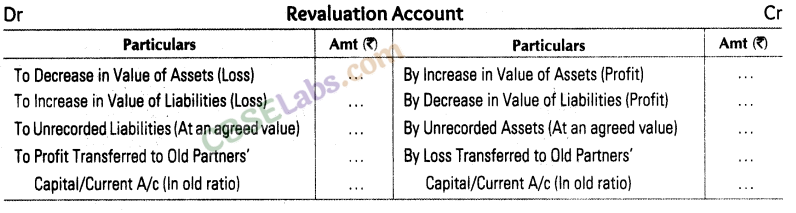 Dr Revaluation Account Cr
Particulars Amt (₹) Particulars Amt (₹)
To Decrease in Value of Assets (Loss) ... By Increase in Value of Assets (Profit) ...
To Increase in Value of Liabilities (Loss) ... By Decrease in Value of Liabilities (Profit) ...
To Unrecorded Liabilities (At an agreed value) ... By Unrecorded Assets (At an agreed value) ...
To Profit Transferred to Old Partners' ... By Loss Transferred to Old Partners' ...
Capital/Current A/c (In old ratio) ... Capital/Current A/c (In old ratio) ...
CBSELabs.com